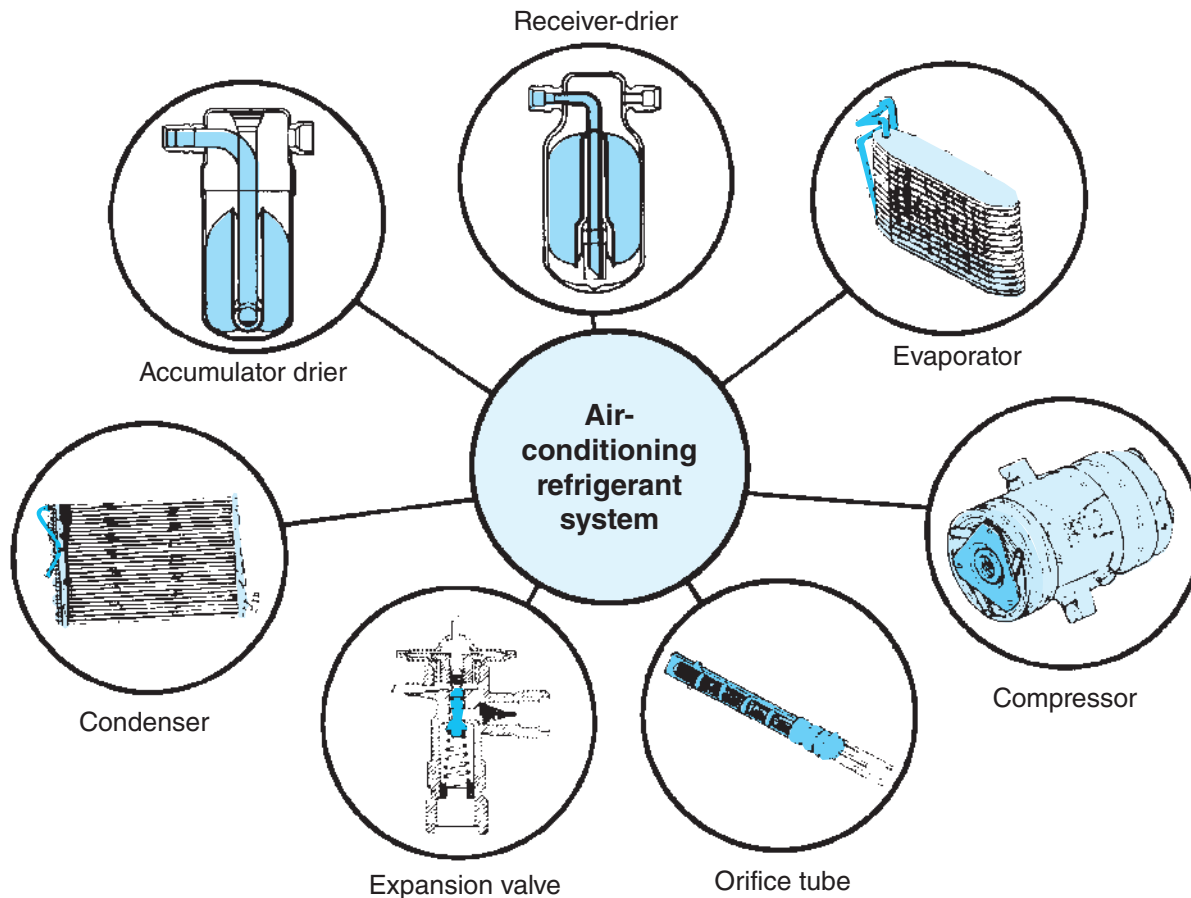 Receiver-drier
Accumulator drier
Evaporator
Air-
conditioning
refrigerant
system
Condenser
Compressor
Expansion valve
Orifice tube